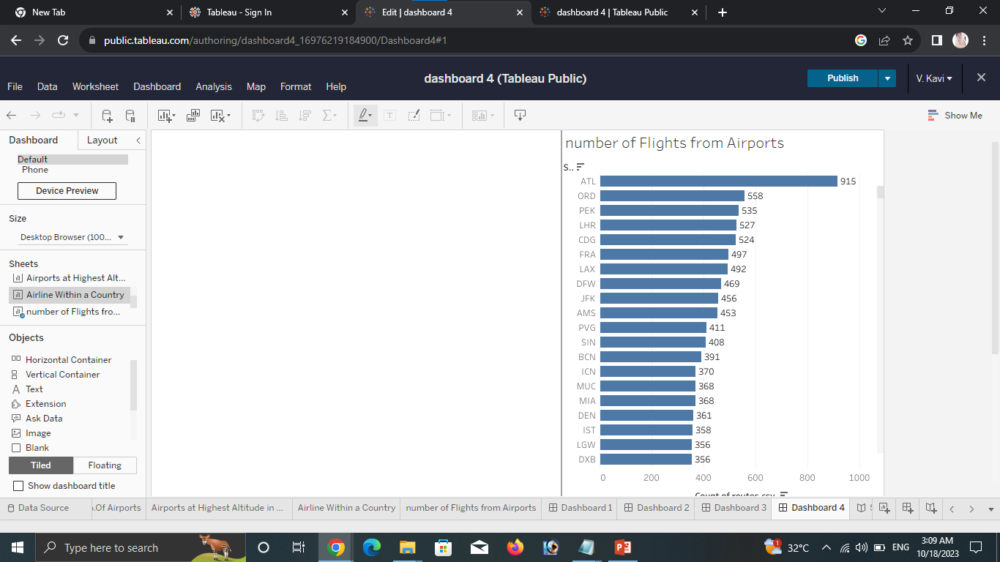 New Tab
Tableau - Sign In
Edit | dashboard 4
dashboard 4 | Tableau Public
public.tableau.com/authoring/dashboard4_16976219184900/Dashboard4#1
dashboard 4 (Tableau Public)
Publish
V. Kavi
File Data Worksheet Dashboard Analysis Map Format Help
Show Me
Dashboard Layout
Default
Phone
Device Preview
Size
Desktop Browser (100...
Sheets
Airports at Highest Alt...
Airline Within a Country
number of Flights fro...
Objects
Horizontal Container
Vertical Container
Text
Extension
Ask Data
Image
Blank
Tiled Floating
Show dashboard title
number of Flights from Airports
S..
ATL 915
ORD 558
PEK 535
LHR 527
CDG 524
FRA 497
LAX 492
DFW 469
JFK 456
AMS 453
PVG 411
SIN 408
BCN 391
ICN 370
MUC 368
MIA 368
DEN 361
IST 358
LGW 356
DXB 356
0 200 400 600 800 1000
Count of routes.csv
Data Source
.Of Airports
Airports at Highest Altitude in ...
Airline Within a Country
number of Flights from Airports
Dashboard 1
Dashboard 2
Dashboard 3
Dashboard 4
Type here to search
1
32°C
ENG
3:09 AM
10/18/2023